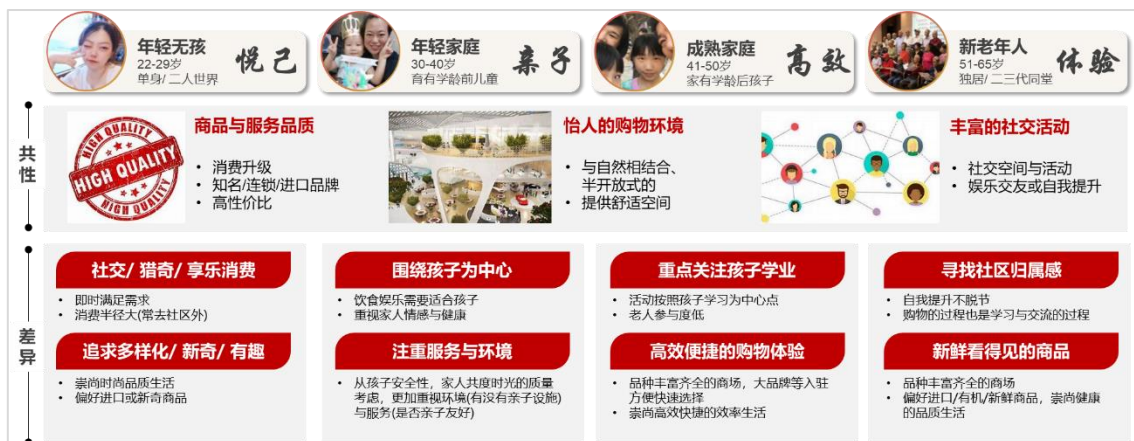 年轻无孩
22-29岁
单身/二人世界
悦己
年轻家庭
30-40岁
育有学龄前儿童
亲子
成熟家庭
41-50岁
家有学龄后孩子
高效
新老年人
51-65岁
独居/二三代同堂
体验
共性
HIGH QUALITY
HIGH QUALITY
HIGH QUALITY
商品与服务品质
• 消费升级
• 知名/连锁/进口品牌
• 高性价比
怡人的购物环境
• 与自然相结合、
半开放式的
• 提供舒适空间
丰富的社交活动
• 社交空间与活动
• 娱乐交友或自我提升
差异
社交/ 猎奇/ 享乐消费
• 即时满足需求
• 消费半径大(常去社区外)
追求多样化/ 新奇/ 有趣
• 崇尚时尚品质生活
• 偏好进口或新奇商品
围绕孩子为中心
• 饮食娱乐需要适合孩子
• 重视家人情感与健康
注重服务与环境
• 从孩子安全性，家人共度时光的质量
考虑，更加重视环境(有没有亲子设施)
与服务(是否亲子友好)
重点关注孩子学业
• 活动按照孩子学习为中心点
• 老人参与度低
高效便捷的购物体验
• 品种丰富齐全的商场，大品牌等入驻
方便快速选择
• 崇尚高效快捷的效率生活
寻找社区归属感
• 自我提升不脱节
• 购物的过程也是学习与交流的过程
新鲜看得见的商品
• 品种丰富齐全的商场
• 偏好进口/有机/新鲜商品，崇尚健康
的品质生活